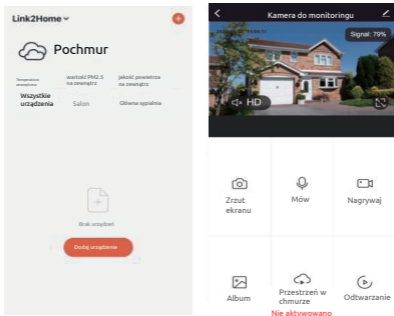 Link2Home
Pochmur
Temperatura zewnętrzna
wartość PM2.5
na zewnątrz
jakość powietrza
na zewnątrz
Wszystkie
urządzenia
Salon
Główna sypialnia
Brak urządzeń
Dodaj urządzenie
Kamera do monitoringu
Signal: 79%
HD
Zrzut
ekranu
Mów
Nagrywaj
Album
Przestrzeń w
chmurze
Nie aktywowano
Odtwarzanie